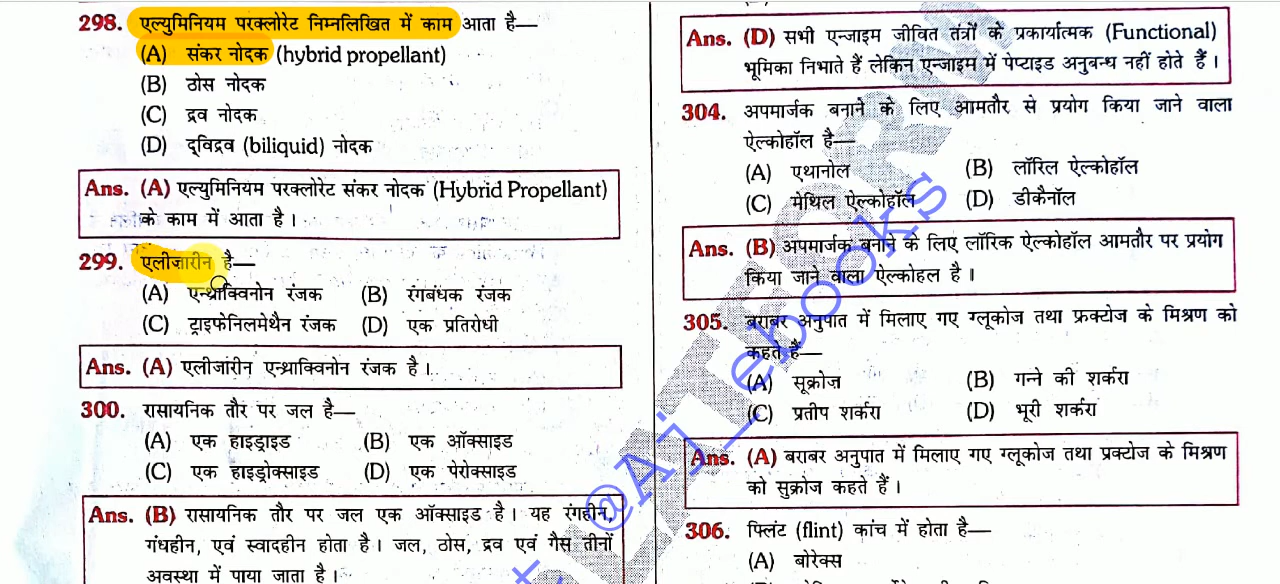 298. एल्युमिनियम परक्लोरेट निम्नलिखित में काम आता है—
(A) संकर नोदक (hybrid propellant)
(B) ठोस नोदक
(C) द्रव नोदक
(D) द्विद्रव (biliquid) नोदक
Ans. (A) एल्युमिनियम परक्लोरेट संकर नोदक (Hybrid Propellant)
के काम में आता है।
299. एलीजारीन है—
(A) एन्थ्राक्विनोन रंजक (B) रंगबंधक रंजक
(C) ट्राइफेनिलमेथैन रंजक (D) एक प्रतिरोधी
Ans. (A) एलीजारीन एन्थ्राक्विनोन रंजक है।
300. रासायनिक तौर पर जल है—
(A) एक हाइड्राइड (B) एक ऑक्साइड
(C) एक हाइड्रोक्साइड (D) एक पेरोक्साइड
Ans. (B) रासायनिक तौर पर जल एक ऑक्साइड है। यह रंगहीन,
गंधहीन, एवं स्वादहीन होता है। जल, ठोस, द्रव एवं गैस तीनों
अवस्था में पाया जाता है।
Ans. (D) सभी एन्जाइम जीवित तंत्रों के प्रकार्यात्मक (Functional)
भूमिका निभाते हैं लेकिन एन्जाइम में पेप्टाइड अनुबन्ध नहीं होते हैं।
304. अपमार्जक बनाने के लिए आमतौर से प्रयोग किया जाने वाला
ऐल्कोहॉल है—
(A) एथानोल (B) लॉरिल ऐल्कोहॉल
(C) मेथिल ऐल्कोहॉल (D) डीकैनॉल
Ans. (B) अपमार्जक बनाने के लिए लॉरिक ऐल्कोहॉल आमतौर पर प्रयोग
किया जाने वाला ऐल्कोहल है।
305. बराबर अनुपात में मिलाए गए ग्लूकोज तथा फ्रक्टोज के मिश्रण को
कहते है—
(A) सूक्रोज (B) गन्ने की शर्करा
(C) प्रतीप शर्करा (D) भूरी शर्करा
Ans. (A) बराबर अनुपात में मिलाए गए ग्लूकोज तथा प्रक्टोज के मिश्रण
को सुक्रोज कहते हैं।
306. फ्लिंट (flint) कांच में होता है—
(A) बोरेक्स
@Aj_ebooks